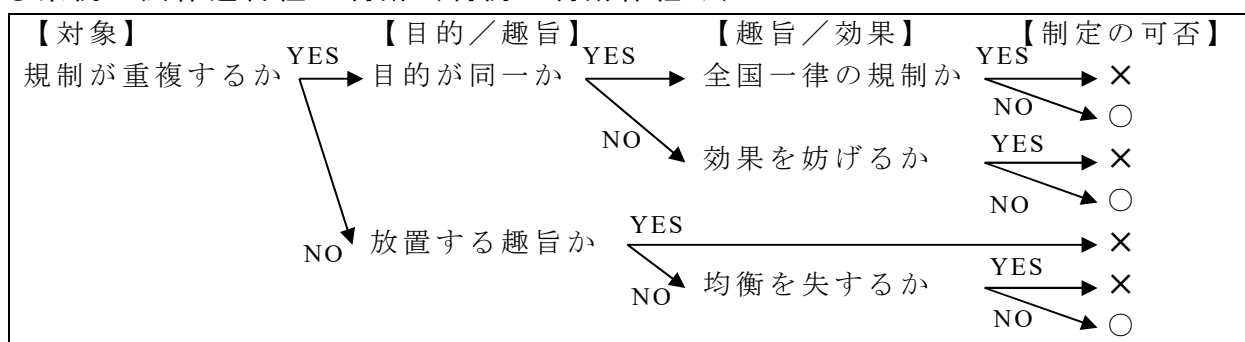 【対象】 【目的／趣旨】 【趣旨／効果】 【制定の可否】
規制が重複するか YES 目的が同一か YES 全国一律の規制か YES ×
NO ○
NO 効果を妨げるか YES ×
NO ○
NO 放置する趣旨か YES ×
NO 均衡を失するか YES ×
NO ○